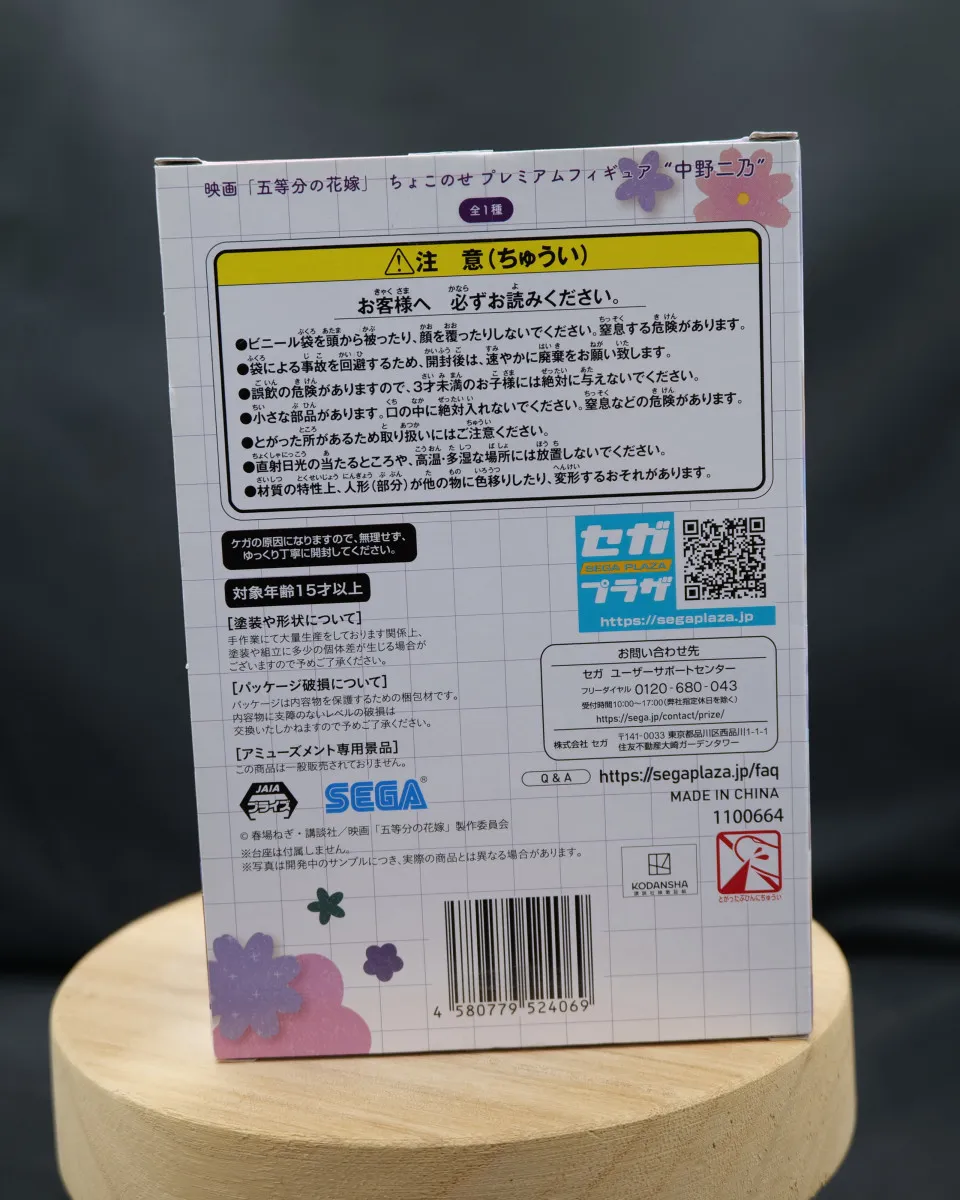 映画「五等分の花嫁」 ちょこのせ プレミアムフィギュア “中野二乃”
全1種
注 意(ちゅうい)
お客様へ 必ずお読みください。
●ビニール袋を頭から被ったり、顔を覆ったりしないでください。窒息する危険があります。
●袋による事故を回避するため、開封後は、速やかに廃棄をお願い致します。
●誤飲の危険がありますので、3才未満のお子様には絶対に与えないでください。
●小さな部品があります。口の中に絶対入れないでください。窒息などの危険があります。
●とがった所があるため取り扱いにはご注意ください。
●直射日光の当たるところや、高温・多湿な場所には放置しないでください。
●材質の特性上、人形(部分)が他の物に色移りしたり、変形するおそれがあります。
ケガの原因になりますので、無理せず、
ゆっくり丁寧に開封してください。
対象年齢15才以上
[塗装や形状について]
手作業にて大量生産をしております関係上、
塗装や組立に多少の個体差が生じる場合が
ございますので予めご了承ください。
[パッケージ破損について]
パッケージは内容物を保護するための梱包材です。
内容物に支障のないレベルの破損は
交換いたしかねますので予めご了承ください。
[アミューズメント専用景品]
この商品は一般販売されておりません。
JAIA
プライズ
SEGA®
© 春場ねぎ・講談社/映画「五等分の花嫁」製作委員会
※台座は付属しません。
※写真は開発中のサンプルにつき、実際の商品とは異なる場合があります。
セガ
SEGA PLAZA
プラザ
https://segaplaza.jp
お問い合わせ先
セガ ユーザーサポートセンター
フリーダイヤル 0120-680-043
受付時間10:00〜17:00(弊社指定休日を除く)
https://sega.jp/contact/prize/
株式会社 セガ 〒141-0033 東京都品川区西品川1-1-1
住友不動産大崎ガーデンタワー
Q & A https://segaplaza.jp/faq
MADE IN CHINA
1100664
KODANSHA
とがったぶひんにちゅうい
4 580779 524069